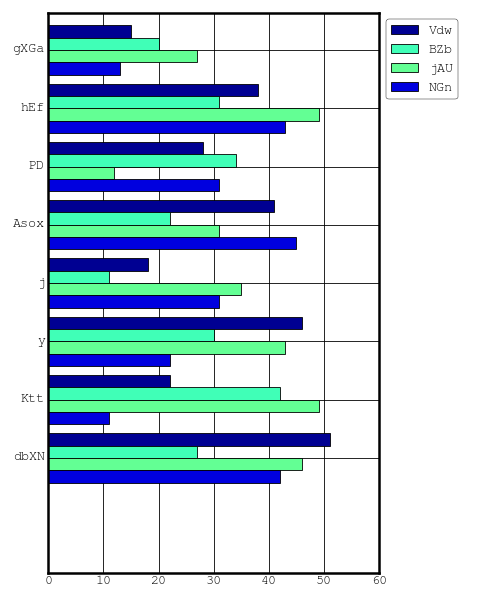 gXGa
hEf
PD
Asox
j
y
Ktt
dbXN
0 10 20 30 40 50 60
Vdw
BZb
jAU
NGn